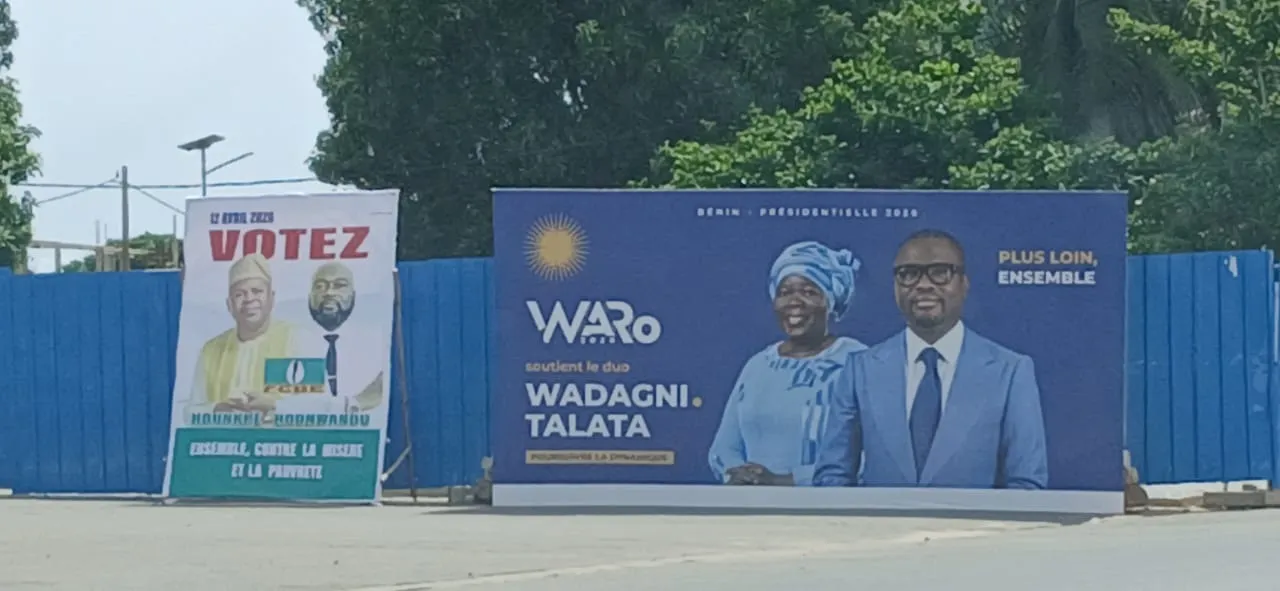 12 AVRIL 2026
VOTEZ
FCBE
HOUNKPE - HOUNWANOU
ENSEMBLE, CONTRE LA MISERE
ET LA PAUVRETE
BÉNIN - PRÉSIDENTIELLE 2026
WARo
soutient le duo
WADAGNI.
TALATA
POURSUIVRE LA DYNAMIQUE
PLUS LOIN,
ENSEMBLE